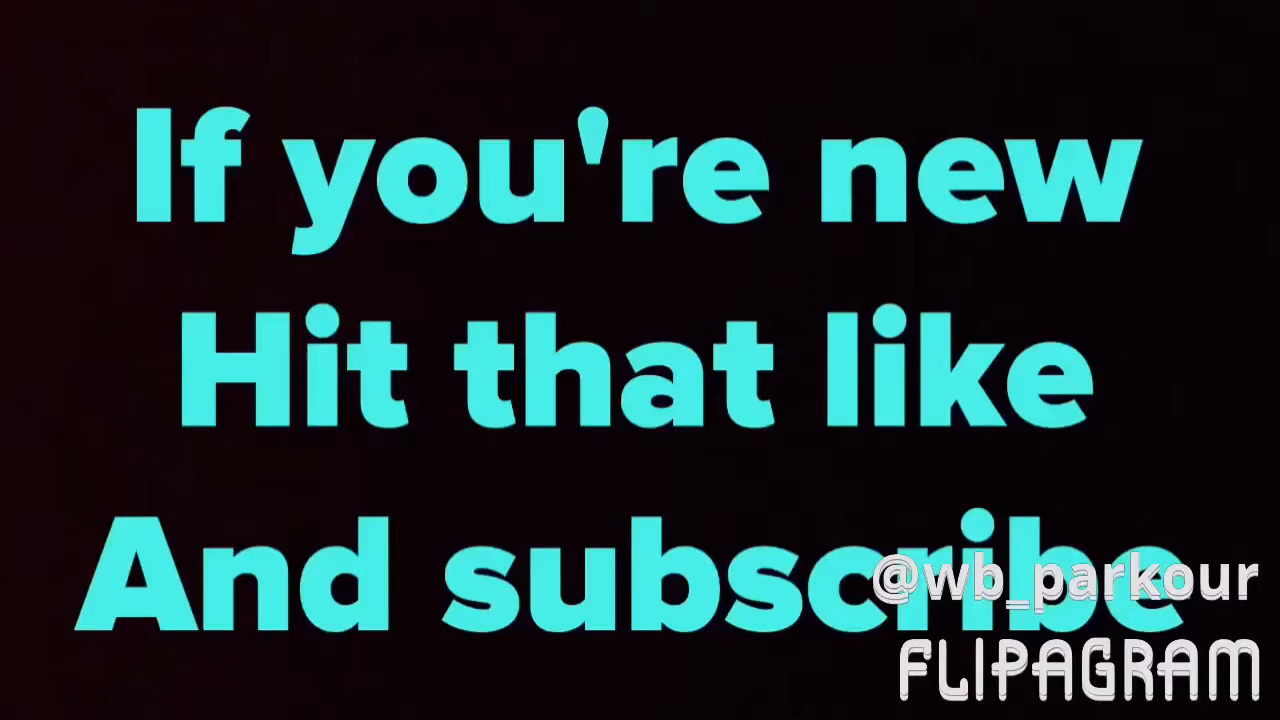 If you're new
Hit that like
And subscribe
@wb_parkour
FLIPAGRAM